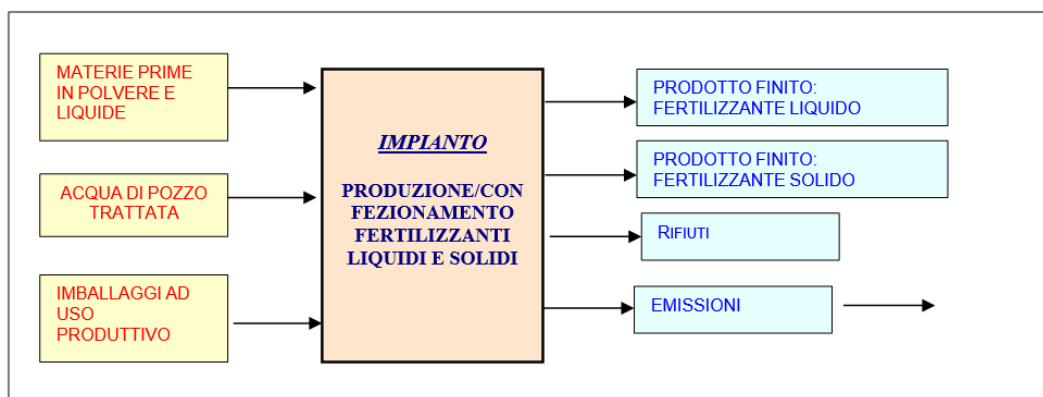 MATERIE PRIME
IN POLVERE E
LIQUIDE
ACQUA DI POZZO
TRATTATA
IMBALLAGGI AD
USO
PRODUTTIVO
IMPIANTO
PRODUZIONE/CON
FEZIONAMENTO
FERTILIZZANTI
LIQUIDI E SOLIDI
PRODOTTO FINITO:
FERTILIZZANTE LIQUIDO
PRODOTTO FINITO:
FERTILIZZANTE SOLIDO
RIFIUTI
EMISSIONI